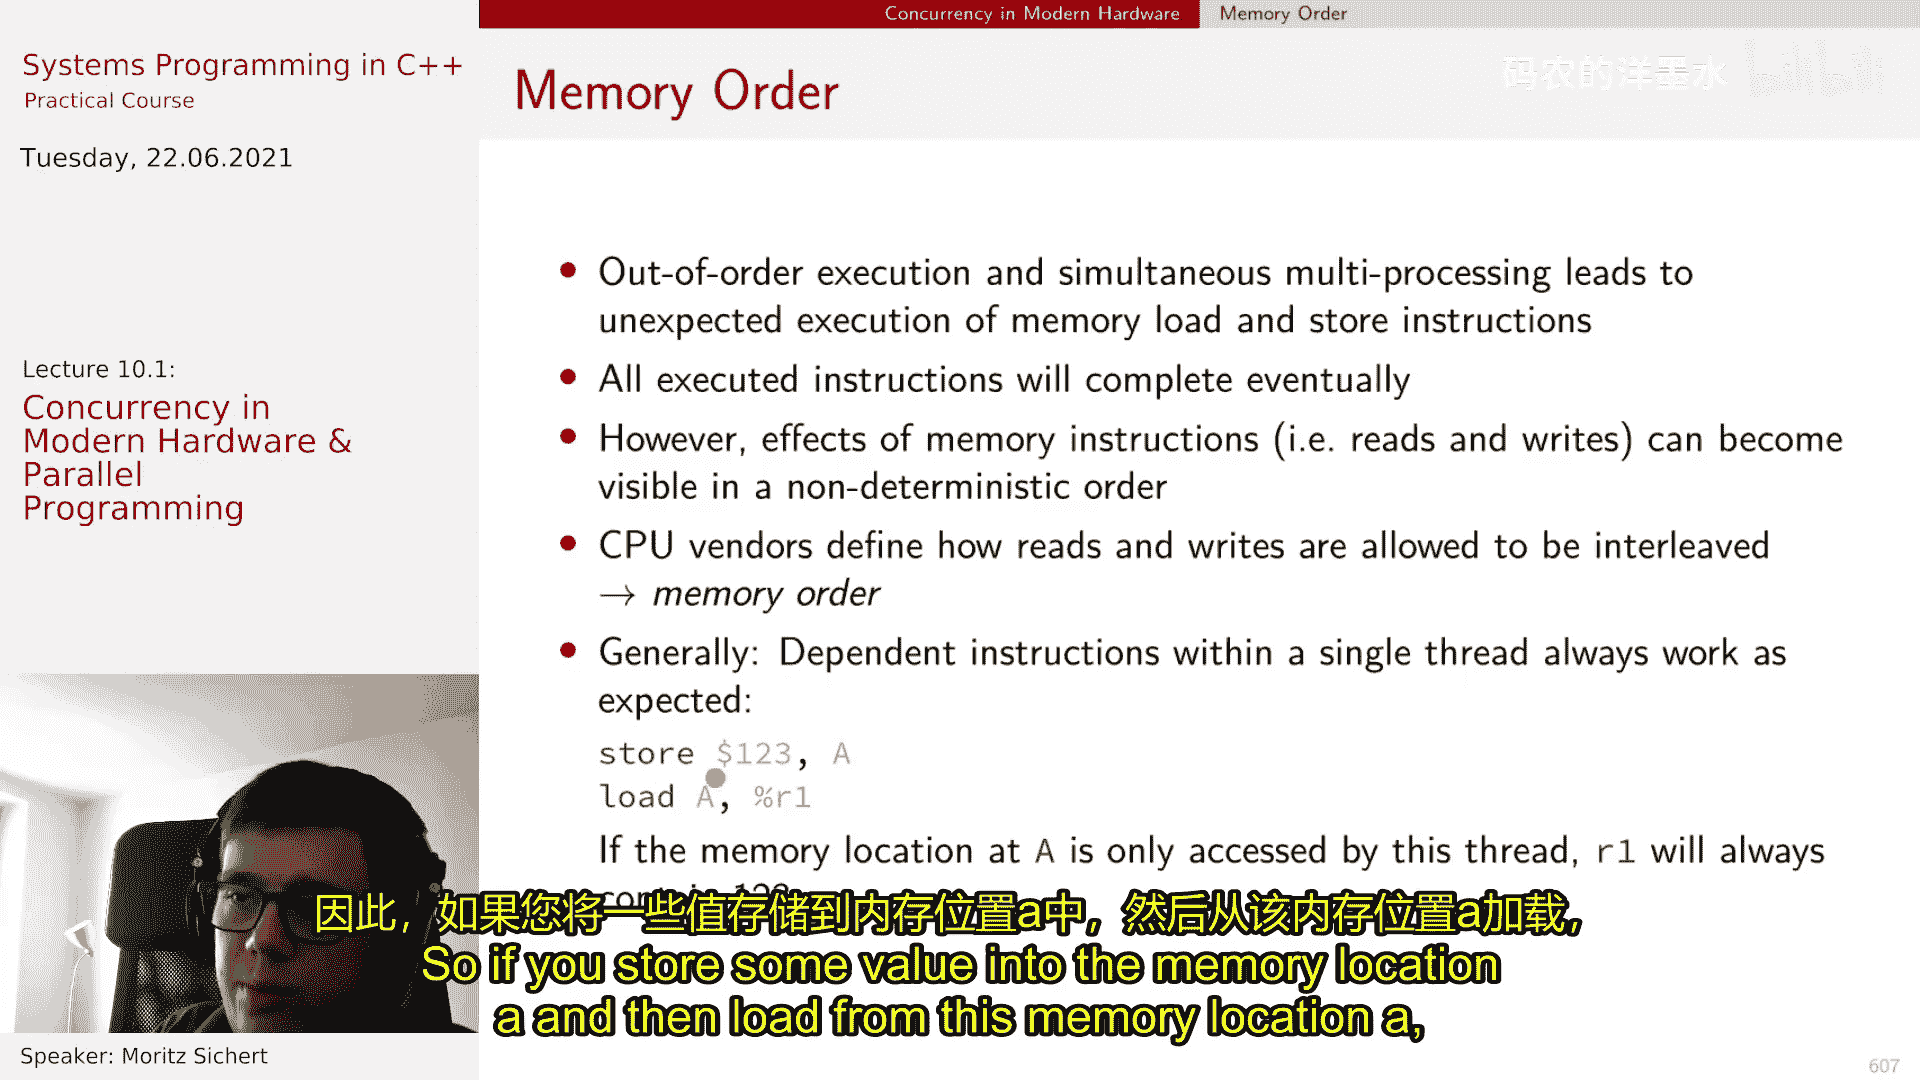 Concurrency in Modern Hardware
Memory Order
Systems Programming in C++
Practical Course
Tuesday, 22.06.2021
Lecture 10.1:
Concurrency in
Modern Hardware &
Parallel
Programming
Speaker: Moritz Sichert
Memory Order
码农的洋墨水
bilibili
• Out-of-order execution and simultaneous multi-processing leads to
unexpected execution of memory load and store instructions
• All executed instructions will complete eventually
• However, effects of memory instructions (i.e. reads and writes) can become
visible in a non-deterministic order
• CPU vendors define how reads and writes are allowed to be interleaved
→ memory order
• Generally: Dependent instructions within a single thread always work as
expected:
store $123, A
load A, %r1
If the memory location at A is only accessed by this thread, r1 will always
因此，如果您将一些值存储到内存位置a中，然后从该内存位置a加载，
So if you store some value into the memory location
a and then load from this memory location a,
607